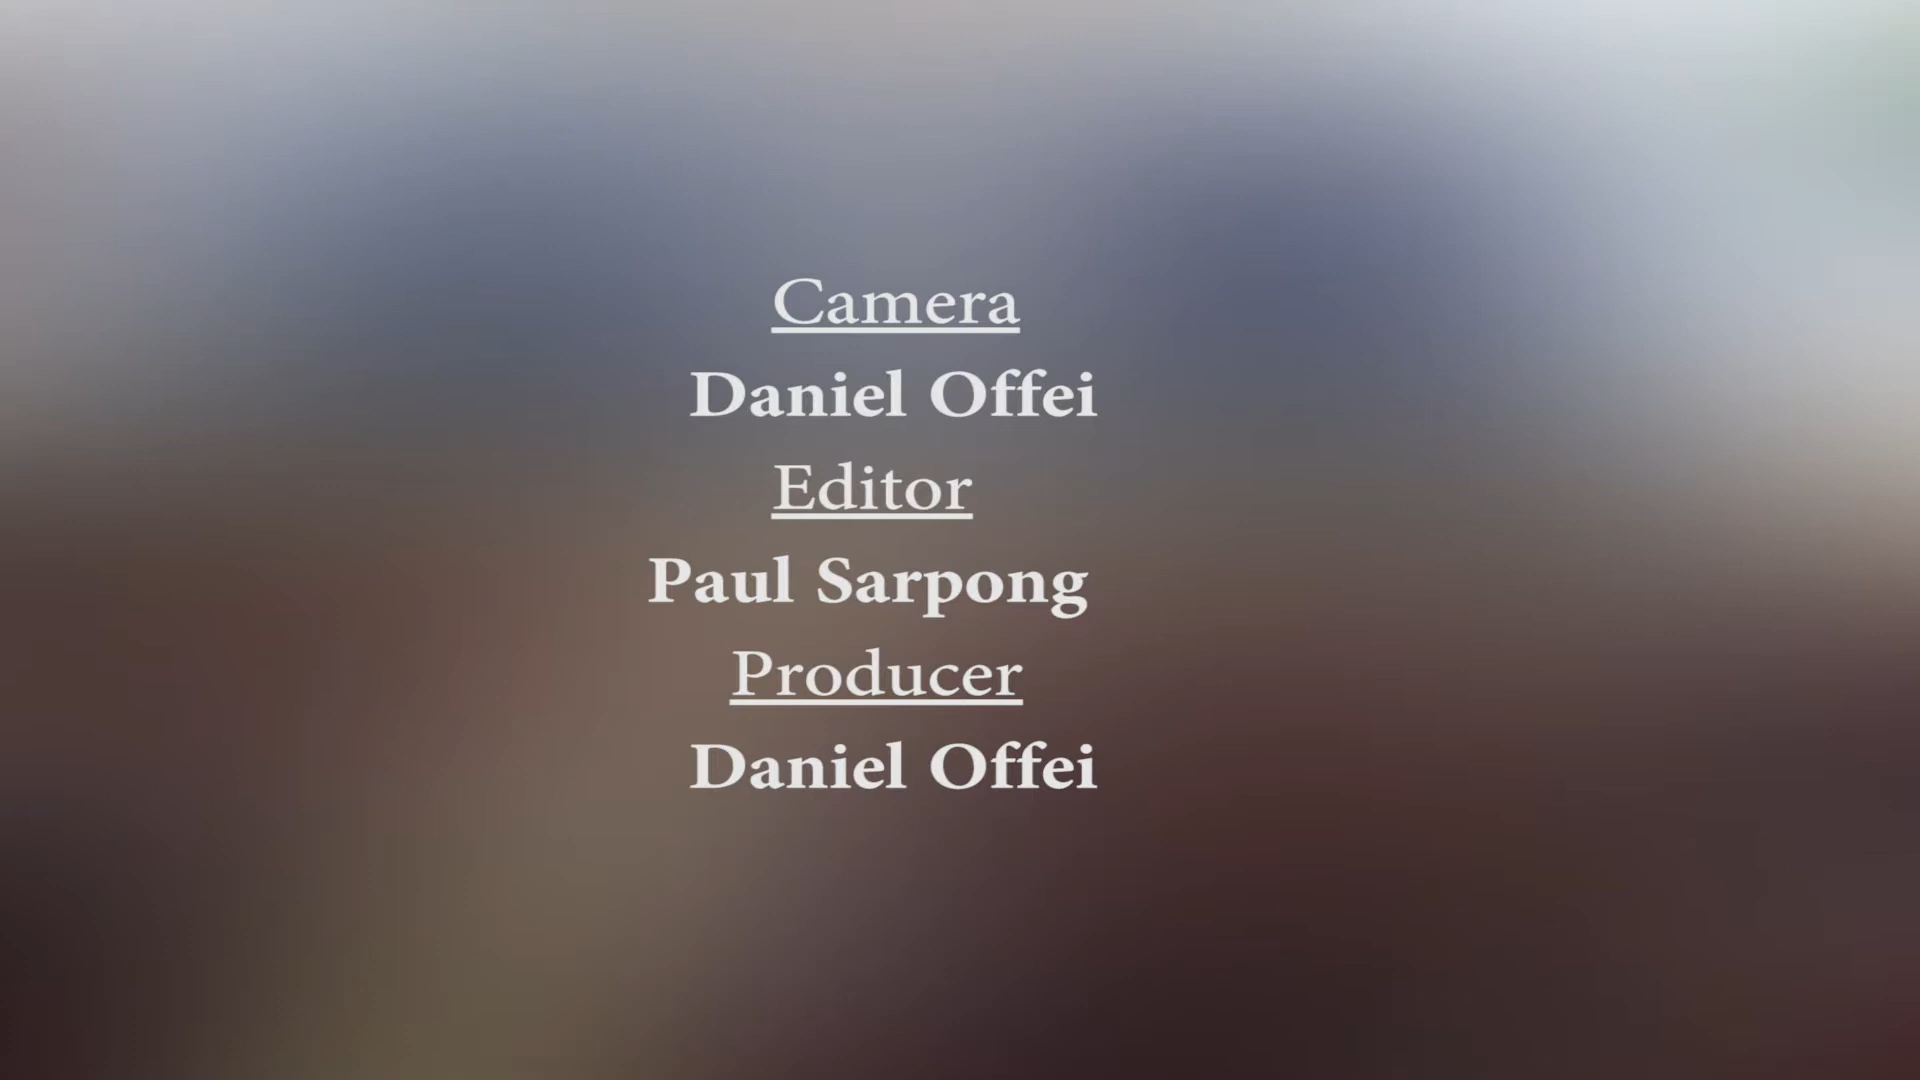 Camera
Daniel Offei
Editor
Paul Sarpong
Producer
Daniel Offei